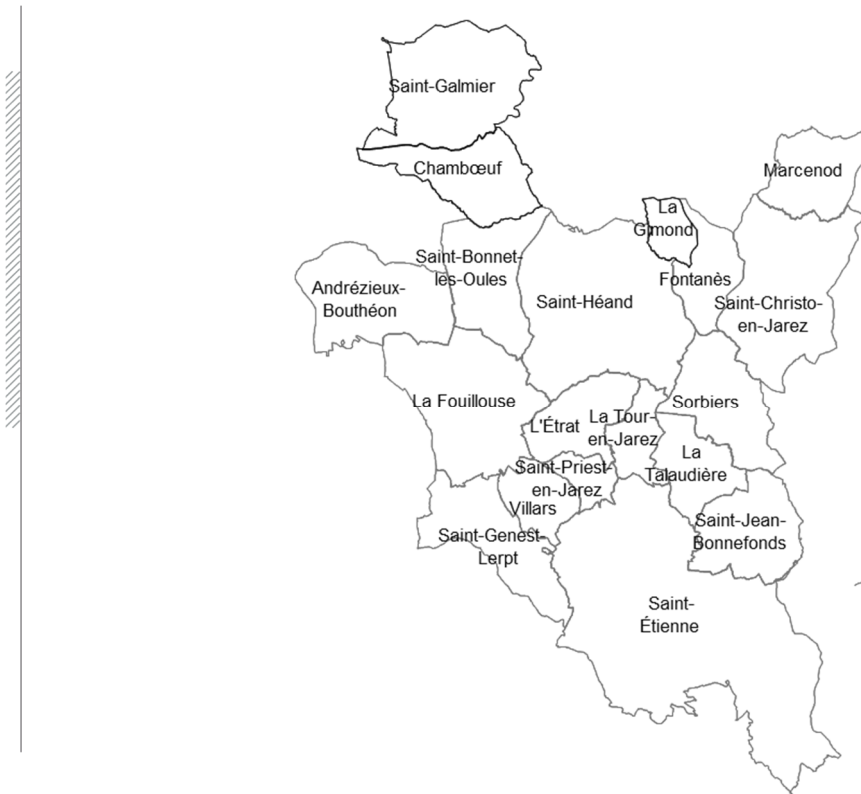 Saint-Galmier
Chambœuf
Marcenod
La
Gimond
Saint-Bonnet-
les-Oules
Fontanès
Andrézieux-
Bouthéon
Saint-Héand
Saint-Christo-
en-Jarez
La Fouillouse
Sorbiers
L'Étrat
La Tour-
en-Jarez
La
Talaudière
Saint-Priest-
en-Jarez
Villars
Saint-Jean-
Bonnefonds
Saint-Genest-
Lerpt
Saint-
Étienne